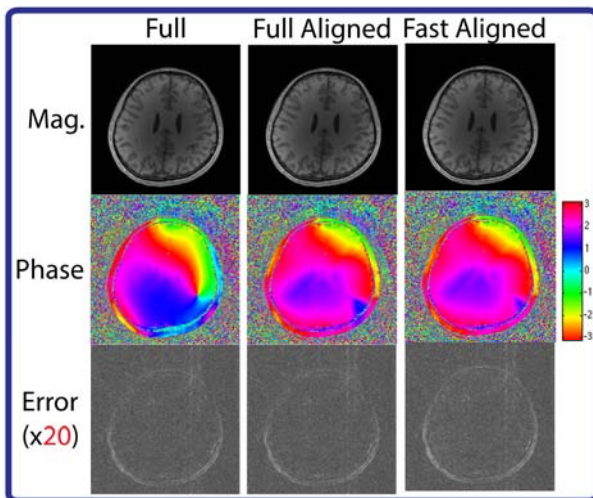 Full Full Aligned Fast Aligned
Mag.
Phase
3
2
1
0
-1
-2
-3
Error
(x20)